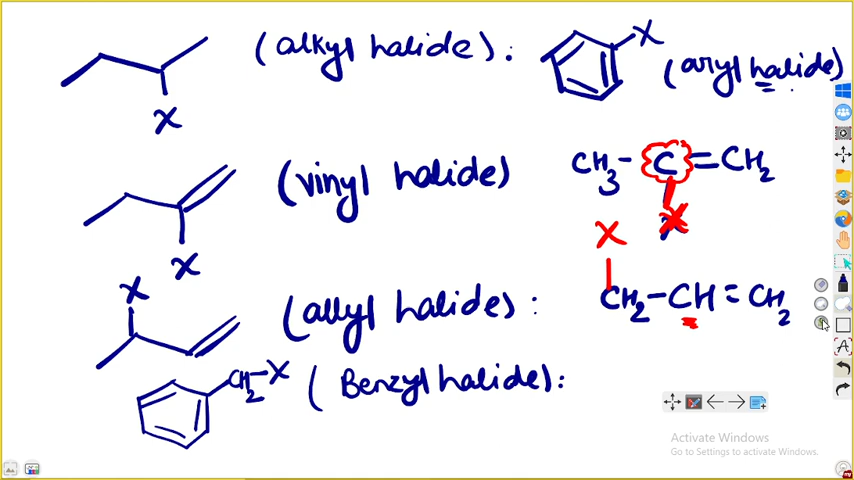 (alkyl halide):
X
(aryl halide)
X
(vinyl halide)
CH3-C=CH2
X
X
X
X
(allyl halide):
CH2-CH=CH2
CH2-X
(Benzyl halide):
Activate Windows
Go to Settings to activate Windows.